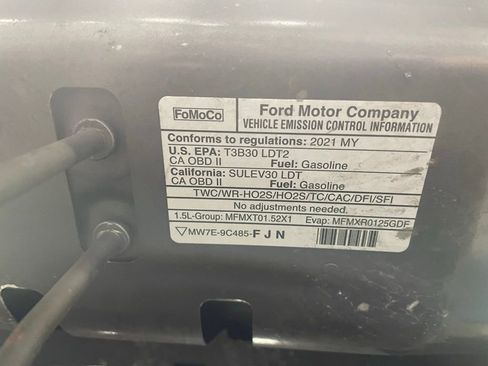 FoMoCo
Ford Motor Company
VEHICLE EMISSION CONTROL INFORMATION
Conforms to regulations: 2021 MY
U.S. EPA: T3B30 LDT2
CA OBD II Fuel: Gasoline
California: SULEV30 LDT
CA OBD II Fuel: Gasoline
TWC/WR-HO2S/HO2S/TC/CAC/DFI/SFI
No adjustments needed.
1.5L-Group: MFMXT01.52X1 Evap: MFMXR0125GDF
MW7E-9C485-FJN